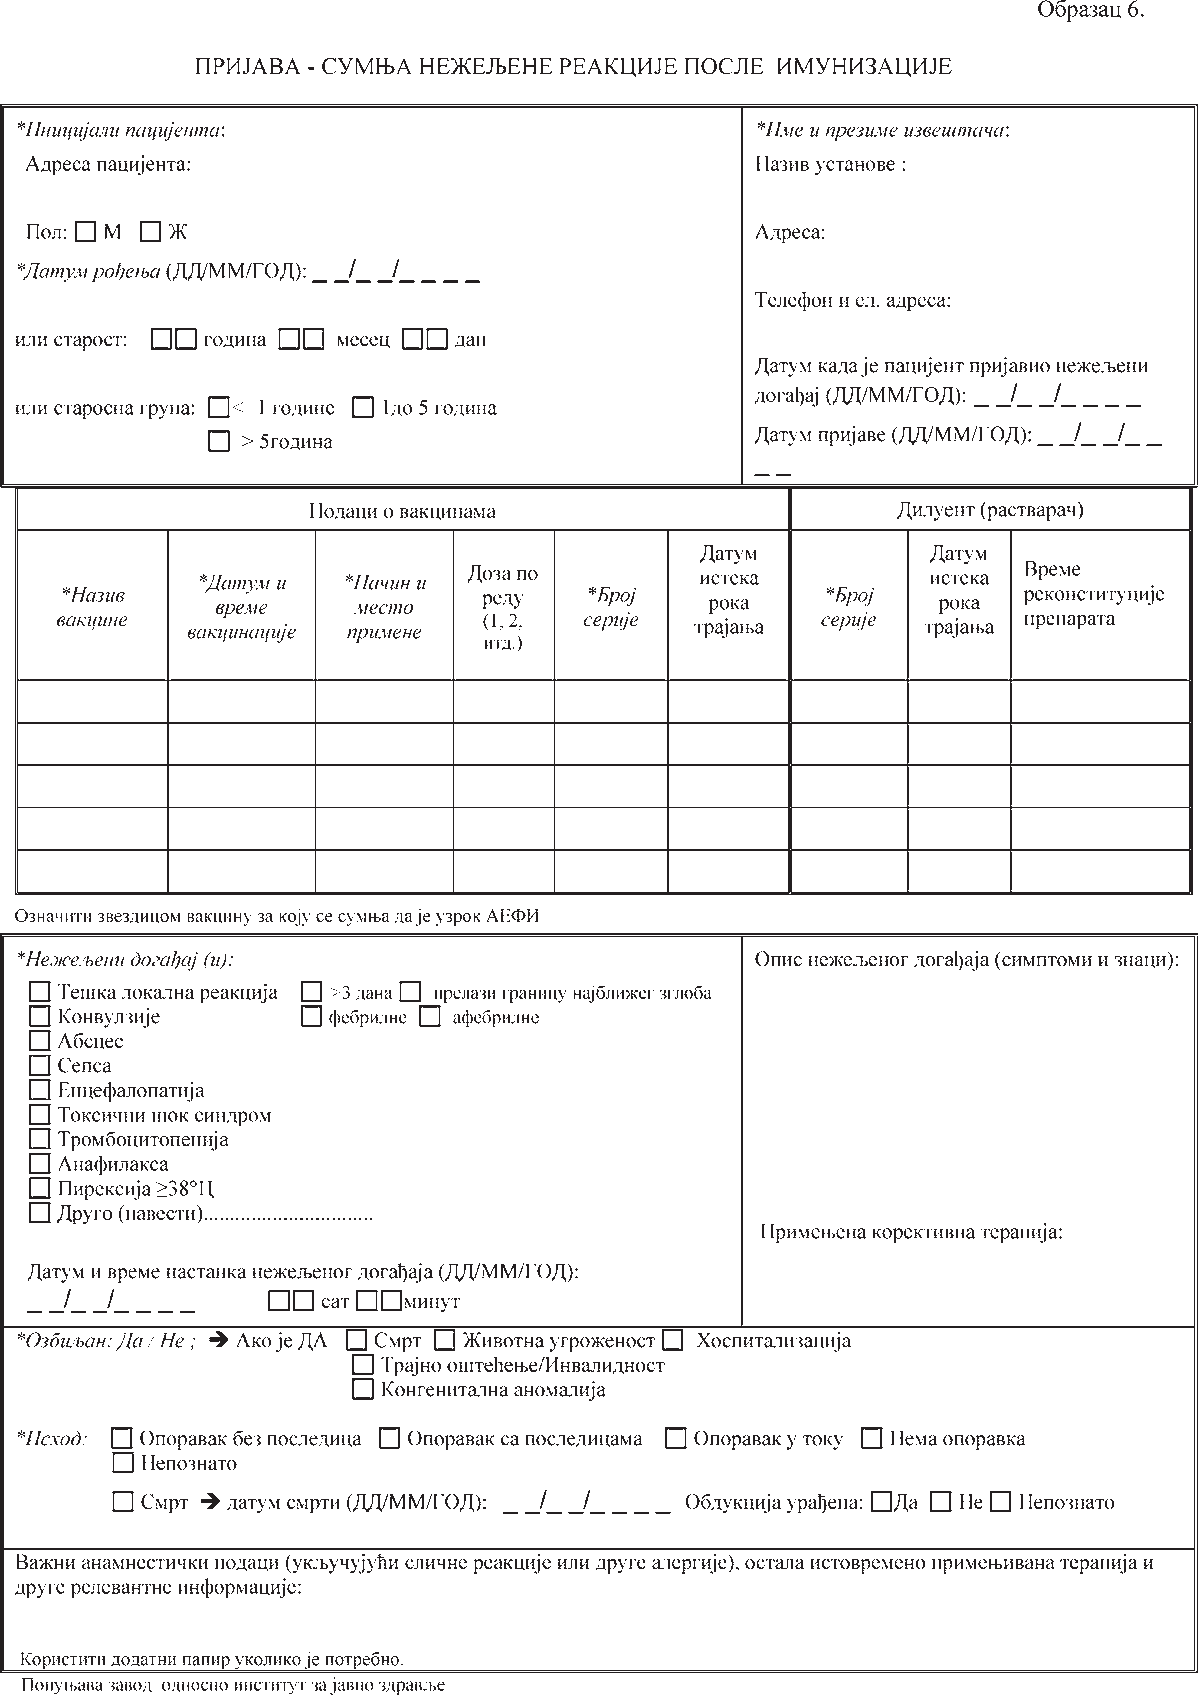 Образац 6.
ПРИЈАВА - СУМЊА НЕЖЕЉЕНЕ РЕАКЦИЈЕ ПОСЛЕ ИМУНИЗАЦИЈЕ
*Иницијали пацијента:
Адреса пацијента:
Пол: М Ж
*Датум рођења (ДД/ММ/ГОД): _ _/_ _/_ _ _ _
или старост: година месец дан
или старосна група: < 1 године 1до 5 година
> 5година
*Име и презиме извештача:
Назив установе :
Адреса:
Телефон и ел. адреса:
Датум када је пацијент пријавио нежељени
догађај (ДД/ММ/ГОД): _ _/_ _/_ _ _ _
Датум пријаве (ДД/ММ/ГОД): _ _/_ _/_ _
_ _
Подаци о вакцинама
Дилуент (растварач)
*Назив
вакцине
*Датум и
време
вакцинације
*Начин и
место
примене
Доза по
реду
(1, 2,
итд.)
*Број
серије
Датум
истека
рока
трајања
*Број
серије
Датум
истека
рока
трајања
Време
реконституције
препарата
Означити звездицом вакцину за коју се сумња да је узрок АЕФИ
*Нежељени догађај (и):
Тешка локална реакција >3 дана прелази границу најближег зглоба
Конвулзије фебрилне афебрилне
Абсцес
Сепса
Енцефалопатија
Токсични шок синдром
Тромбоцитопенија
Анафилакса
Пирексија ≥38°Ц
Друго (навести)................................
Датум и време настанка нежељеног догађаја (ДД/ММ/ГОД):
_ _/_ _/_ _ _ _ сат минут
Опис нежељеног догађаја (симптоми и знаци):
Примењена корективна терапија:
*Озбиљан: Да / Не ; ➔ Ако је ДА Смрт Животна угроженост Хоспитализација
Трајно оштећење/Инвалидност
Конгенитална аномалија
*Исход: Опоравак без последица Опоравак са последицама Опоравак у току Нема опоравка
Непознато
Смрт ➔ датум смрти (ДД/ММ/ГОД): _ _/_ _/_ _ _ _ Обдукција урађена: Да Не Непознато
Важни анамнестички подаци (укључујући сличне реакције или друге алергије), остала истовремено примењивана терапија и
друге релевантне информације:
Користити додатни папир уколико је потребно.
Попуњава завод односно институт за јавно здравље